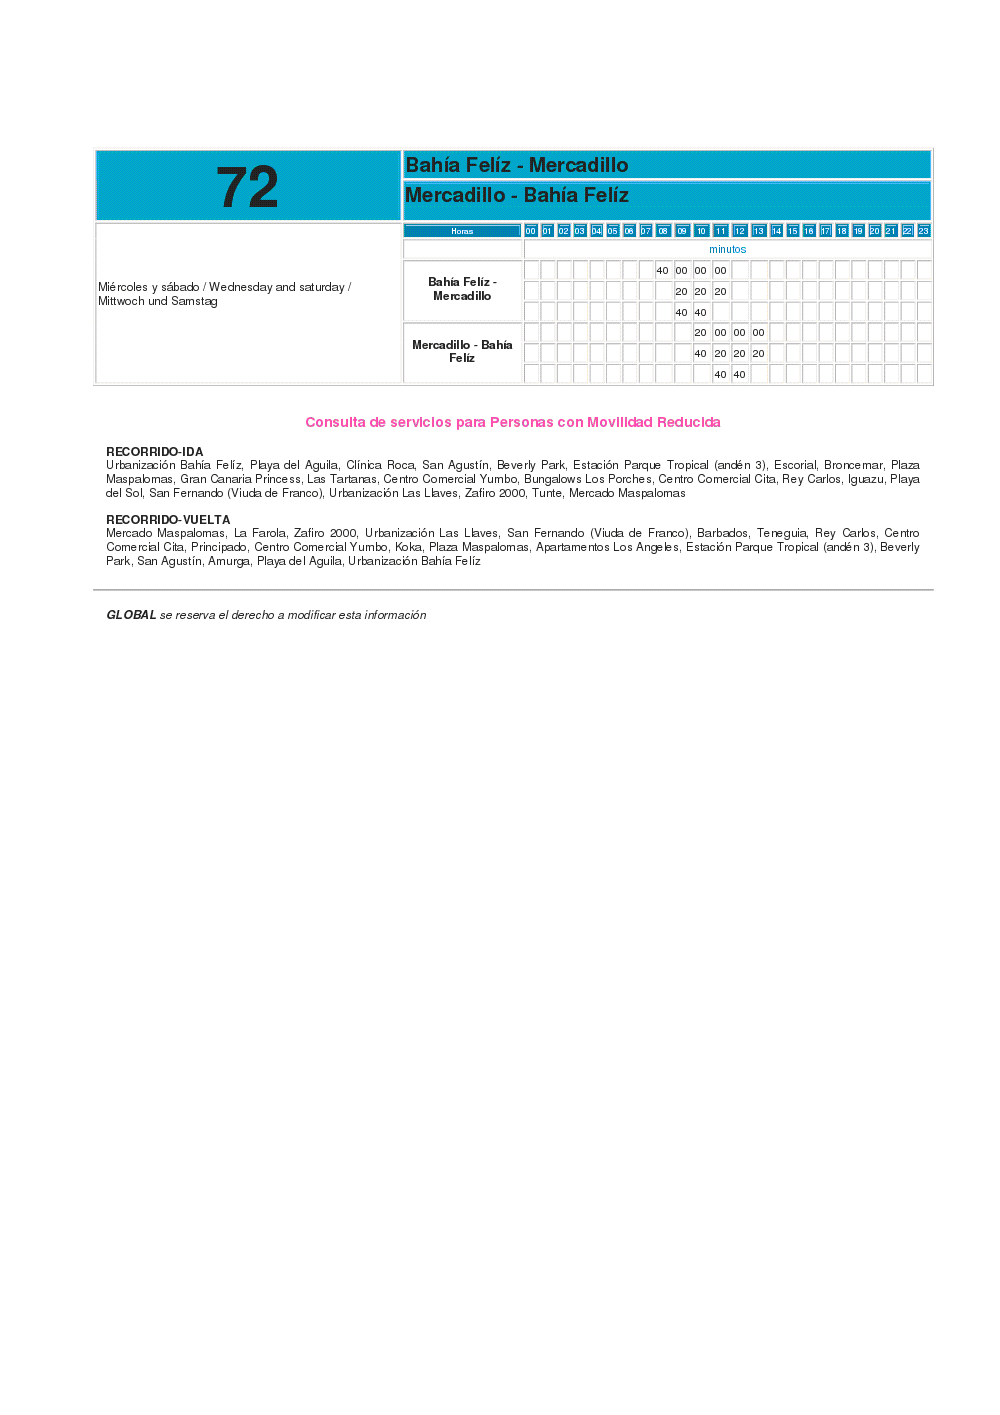 72
Bahía Felíz - Mercadillo
Mercadillo - Bahía Felíz
Horas 00 01 02 03 04 05 06 07 08 09 10 11 12 13 14 15 16 17 18 19 20 21 22 23
minutos
Miércoles y sábado / Wednesday and saturday /
Mittwoch und Samstag
Bahía Felíz -
Mercadillo
40 00 00 00
20 20 20
40 40
Mercadillo - Bahía
Felíz
20 00 00 00
40 20 20 20
40 40
Consulta de servicios para Personas con Movilidad Reducida
RECORRIDO-IDA
Urbanización Bahía Felíz, Playa del Aguila, Clínica Roca, San Agustín, Beverly Park, Estación Parque Tropical (andén 3), Escorial, Broncemar, Plaza
Maspalomas, Gran Canaria Princess, Las Tartanas, Centro Comercial Yumbo, Bungalows Los Porches, Centro Comercial Cita, Rey Carlos, Iguazu, Playa
del Sol, San Fernando (Viuda de Franco), Urbanización Las Llaves, Zafiro 2000, Tunte, Mercado Maspalomas
RECORRIDO-VUELTA
Mercado Maspalomas, La Farola, Zafiro 2000, Urbanización Las Llaves, San Fernando (Viuda de Franco), Barbados, Teneguia, Rey Carlos, Centro
Comercial Cita, Principado, Centro Comercial Yumbo, Koka, Plaza Maspalomas, Apartamentos Los Angeles, Estación Parque Tropical (andén 3), Beverly
Park, San Agustín, Amurga, Playa del Aguila, Urbanización Bahía Felíz
GLOBAL se reserva el derecho a modificar esta información